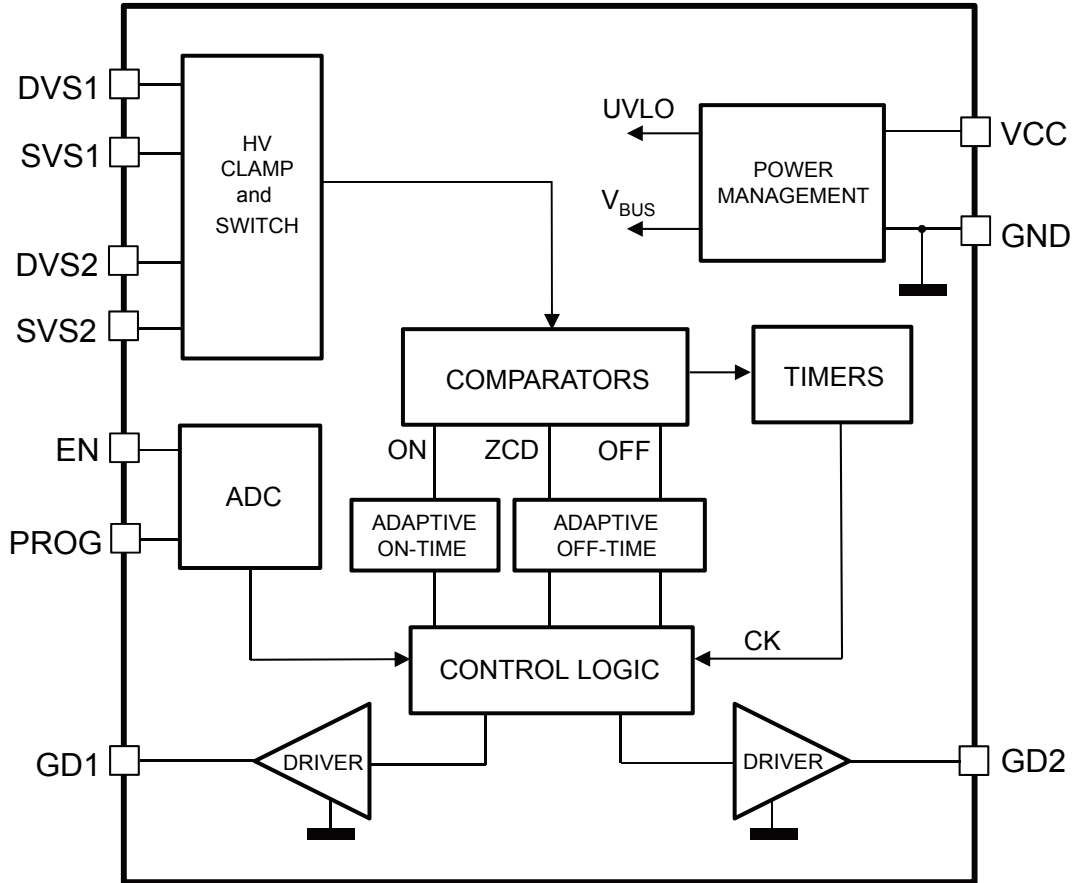 DVS1
SVS1
DVS2
SVS2
HV
CLAMP
and
SWITCH
UVLO
VBUS
POWER
MANAGEMENT
VCC
GND
COMPARATORS
TIMERS
ON
ZCD
OFF
EN
PROG
ADC
ADAPTIVE
ON-TIME
ADAPTIVE
OFF-TIME
CK
CONTROL LOGIC
GD1
DRIVER
DRIVER
GD2